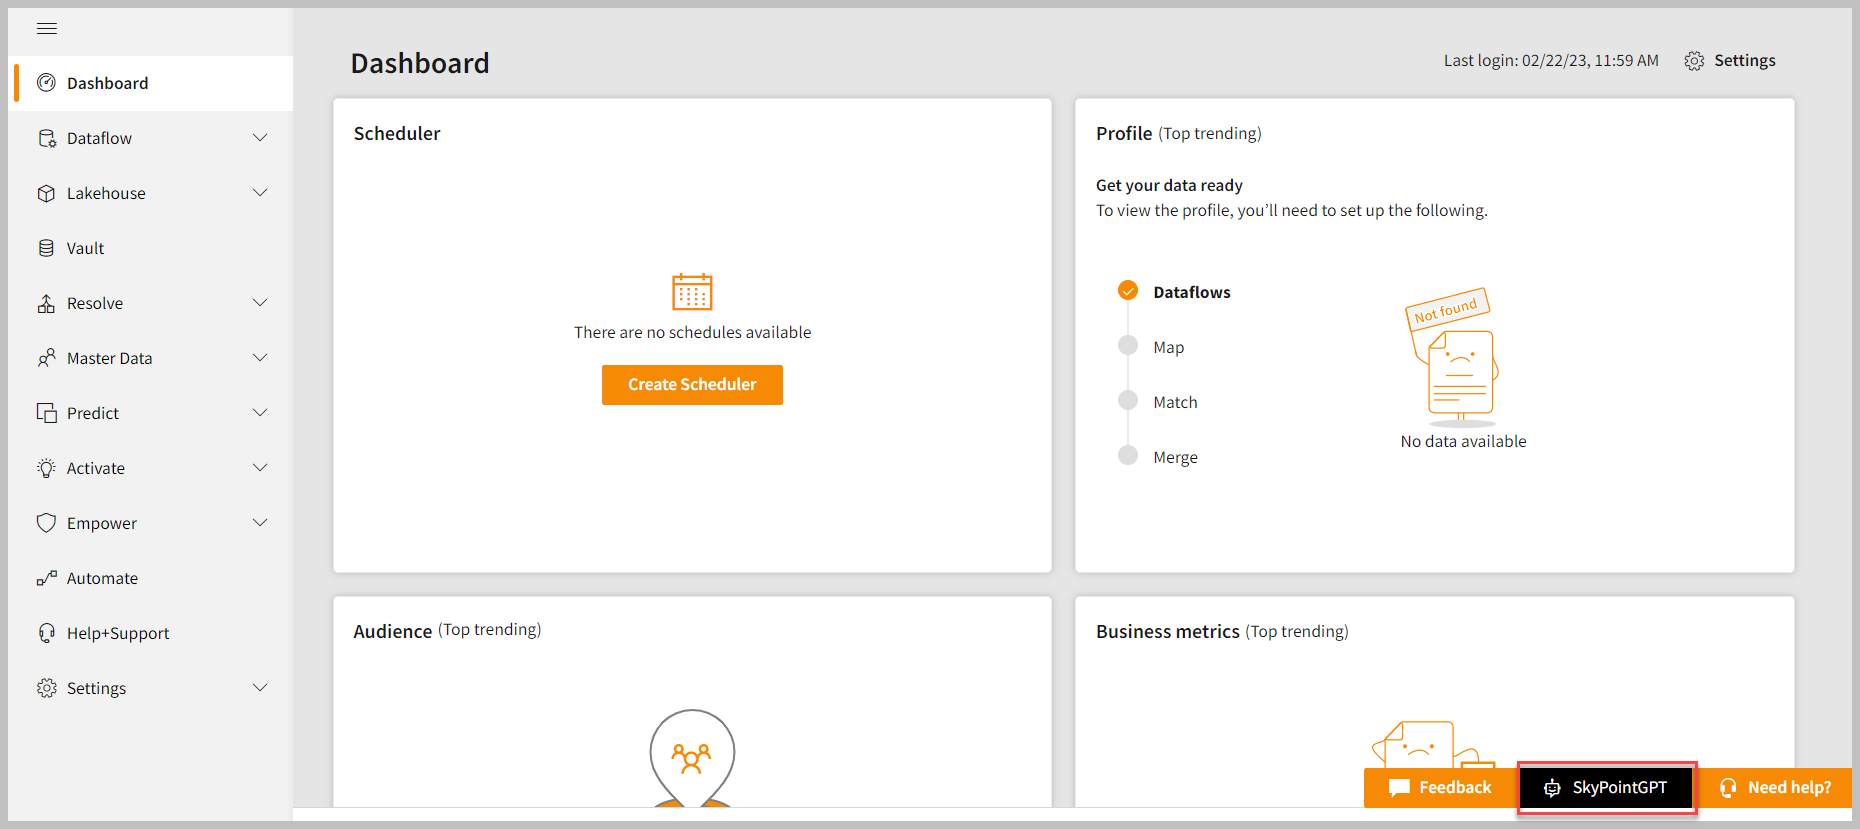 Dashboard
Dataflow
Lakehouse
Vault
Resolve
Master Data
Predict
Activate
Empower
Automate
Help+Support
Settings
Dashboard
Last login: 02/22/23, 11:59 AM
Settings
Scheduler
There are no schedules available
Create Scheduler
Profile (Top trending)
Get your data ready
To view the profile, you’ll need to set up the following.
Dataflows
Map
Match
Merge
Not found
No data available
Audience (Top trending)
Business metrics (Top trending)
Feedback
SkyPointGPT
Need help?